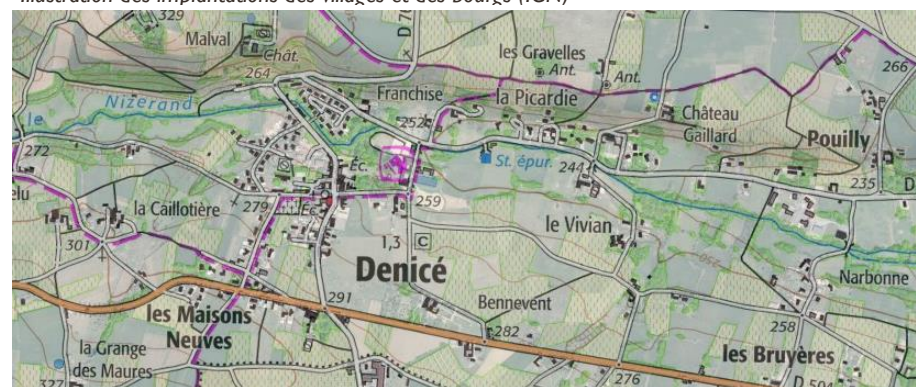 Illustration des implantations des villages et des bourgs (IGN)
329
Malval
Chât.
264
les Gravelles
Ant.
Ant.
266
Nizerand
le
Franchise
252
la Picardie
Château
Gaillard
Pouilly
272
Éc.
St. épur.
244
235
D
la Caillotière
279
Éc.
259
le Vivian
301
1,3
C
Denicé
Narbonne
291
Bennevent
282
258
les Maisons
Neuves
la Grange
des Maures
327
les Bruyères
276